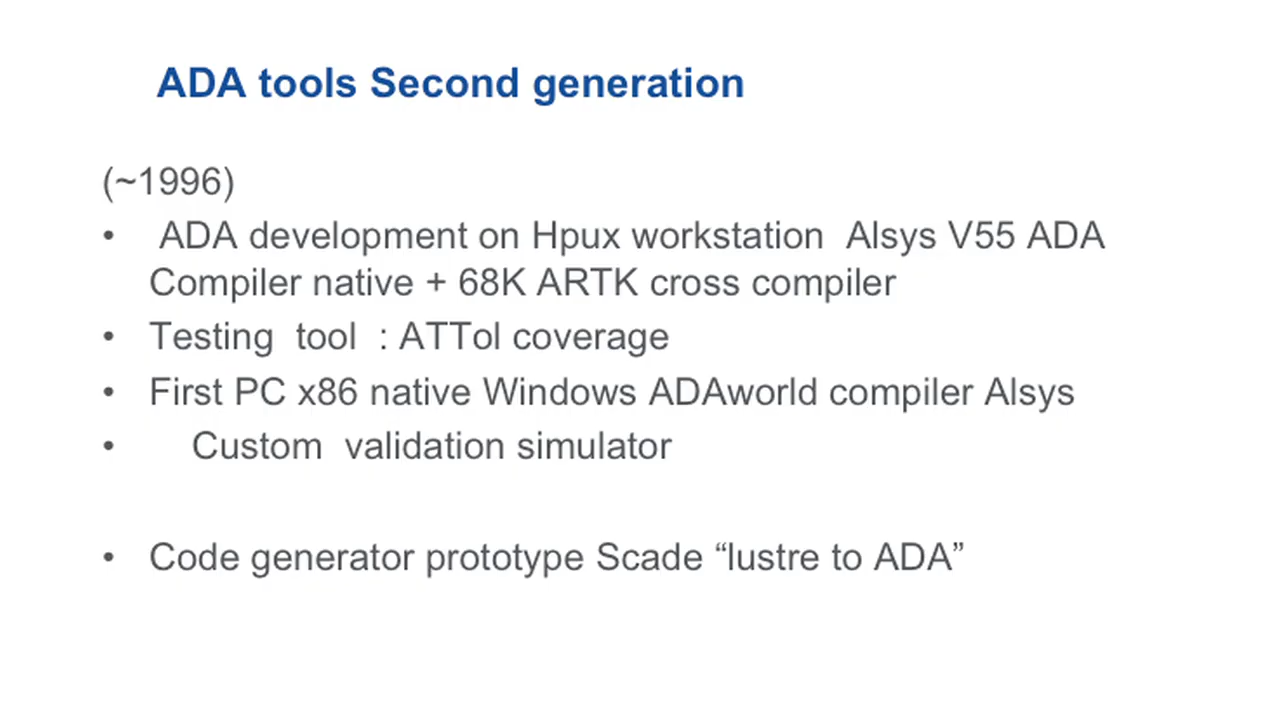 ADA tools Second generation
(~1996)
• ADA development on Hpux workstation Alsys V55 ADA
Compiler native + 68K ARTK cross compiler
• Testing tool : ATTol coverage
• First PC x86 native Windows ADAworld compiler Alsys
• Custom validation simulator
• Code generator prototype Scade “lustre to ADA”